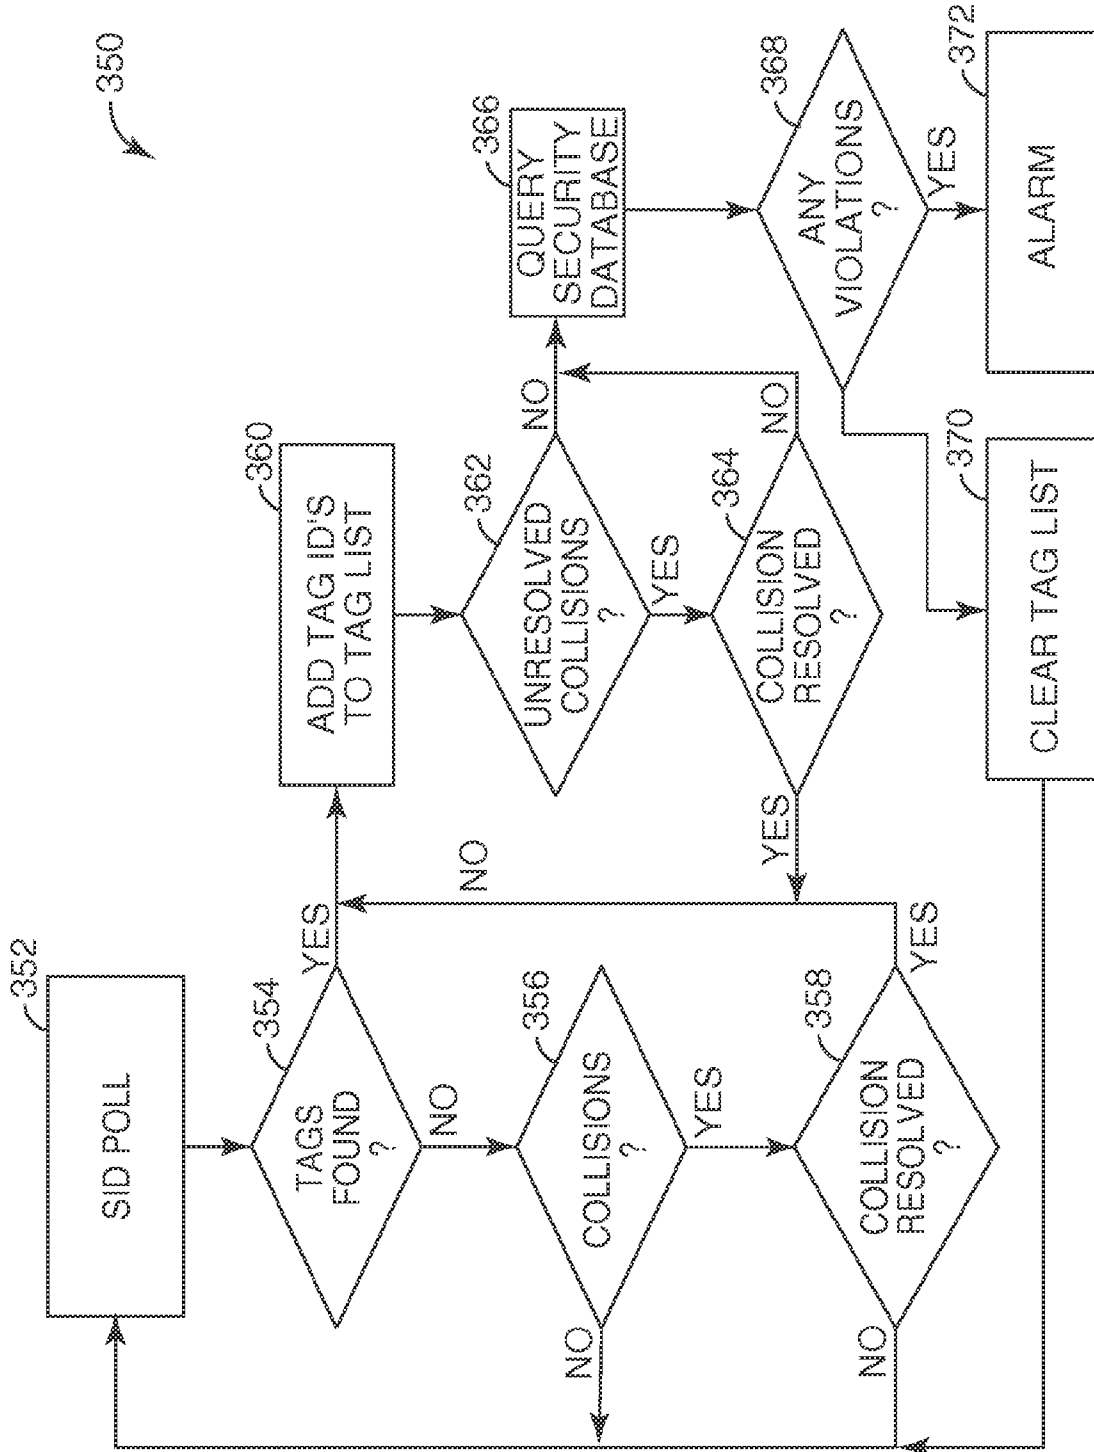 350
352
SID POLL
354
TAGS
FOUND
?
YES
NO
356
COLLISIONS
?
NO
YES
358
COLLISION
RESOLVED
?
NO
YES
NO
360
ADD TAG ID'S
TO TAG LIST
362
UNRESOLVED
COLLISIONS
?
NO
YES
364
COLLISION
RESOLVED
?
YES
NO
366
QUERY
SECURITY
DATABASE
368
ANY
VIOLATIONS
?
YES
370
CLEAR TAG LIST
372
ALARM